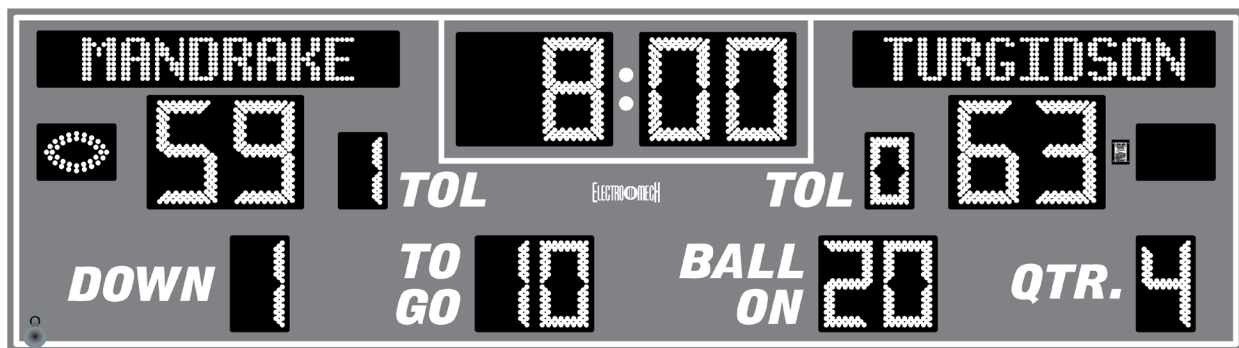 MANDRAKE 8:00 TURGIDSON
59 1 TOL ELECTRO-MECH TOL 0 63
DOWN 1 TO GO 10 BALL ON 20 QTR. 4